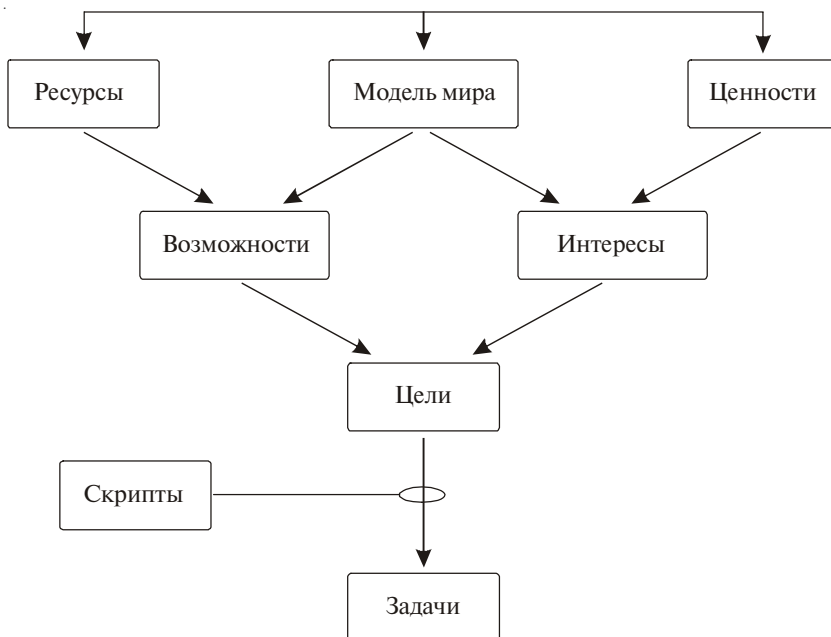 Ресурсы
Модель мира
Ценности
Возможности
Интересы
Цели
Скрипты
Задачи